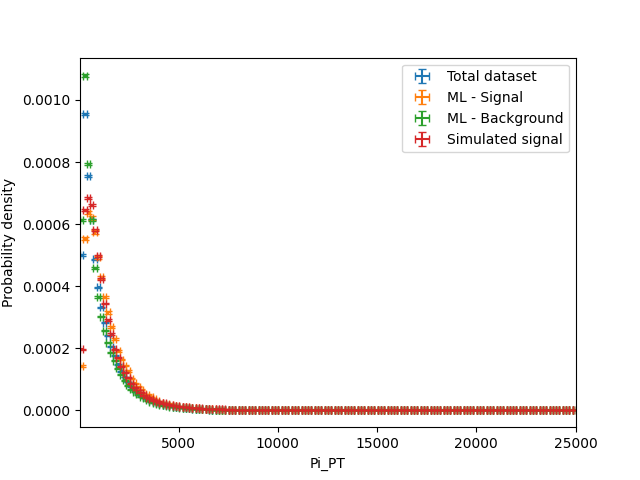 Total dataset
ML - Signal
ML - Background
Simulated signal
Probability density
0.0010
0.0008
0.0006
0.0004
0.0002
0.0000
5000 10000 15000 20000 25000
Pi_PT